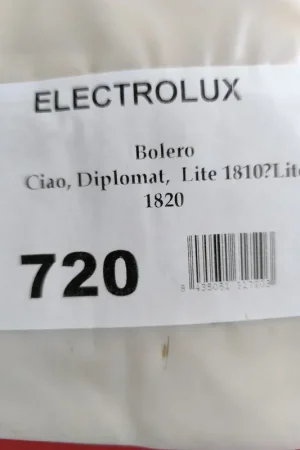 ELECTROLUX
Bolero
Ciao, Diplomat, Lite 1810?Lite
1820
720